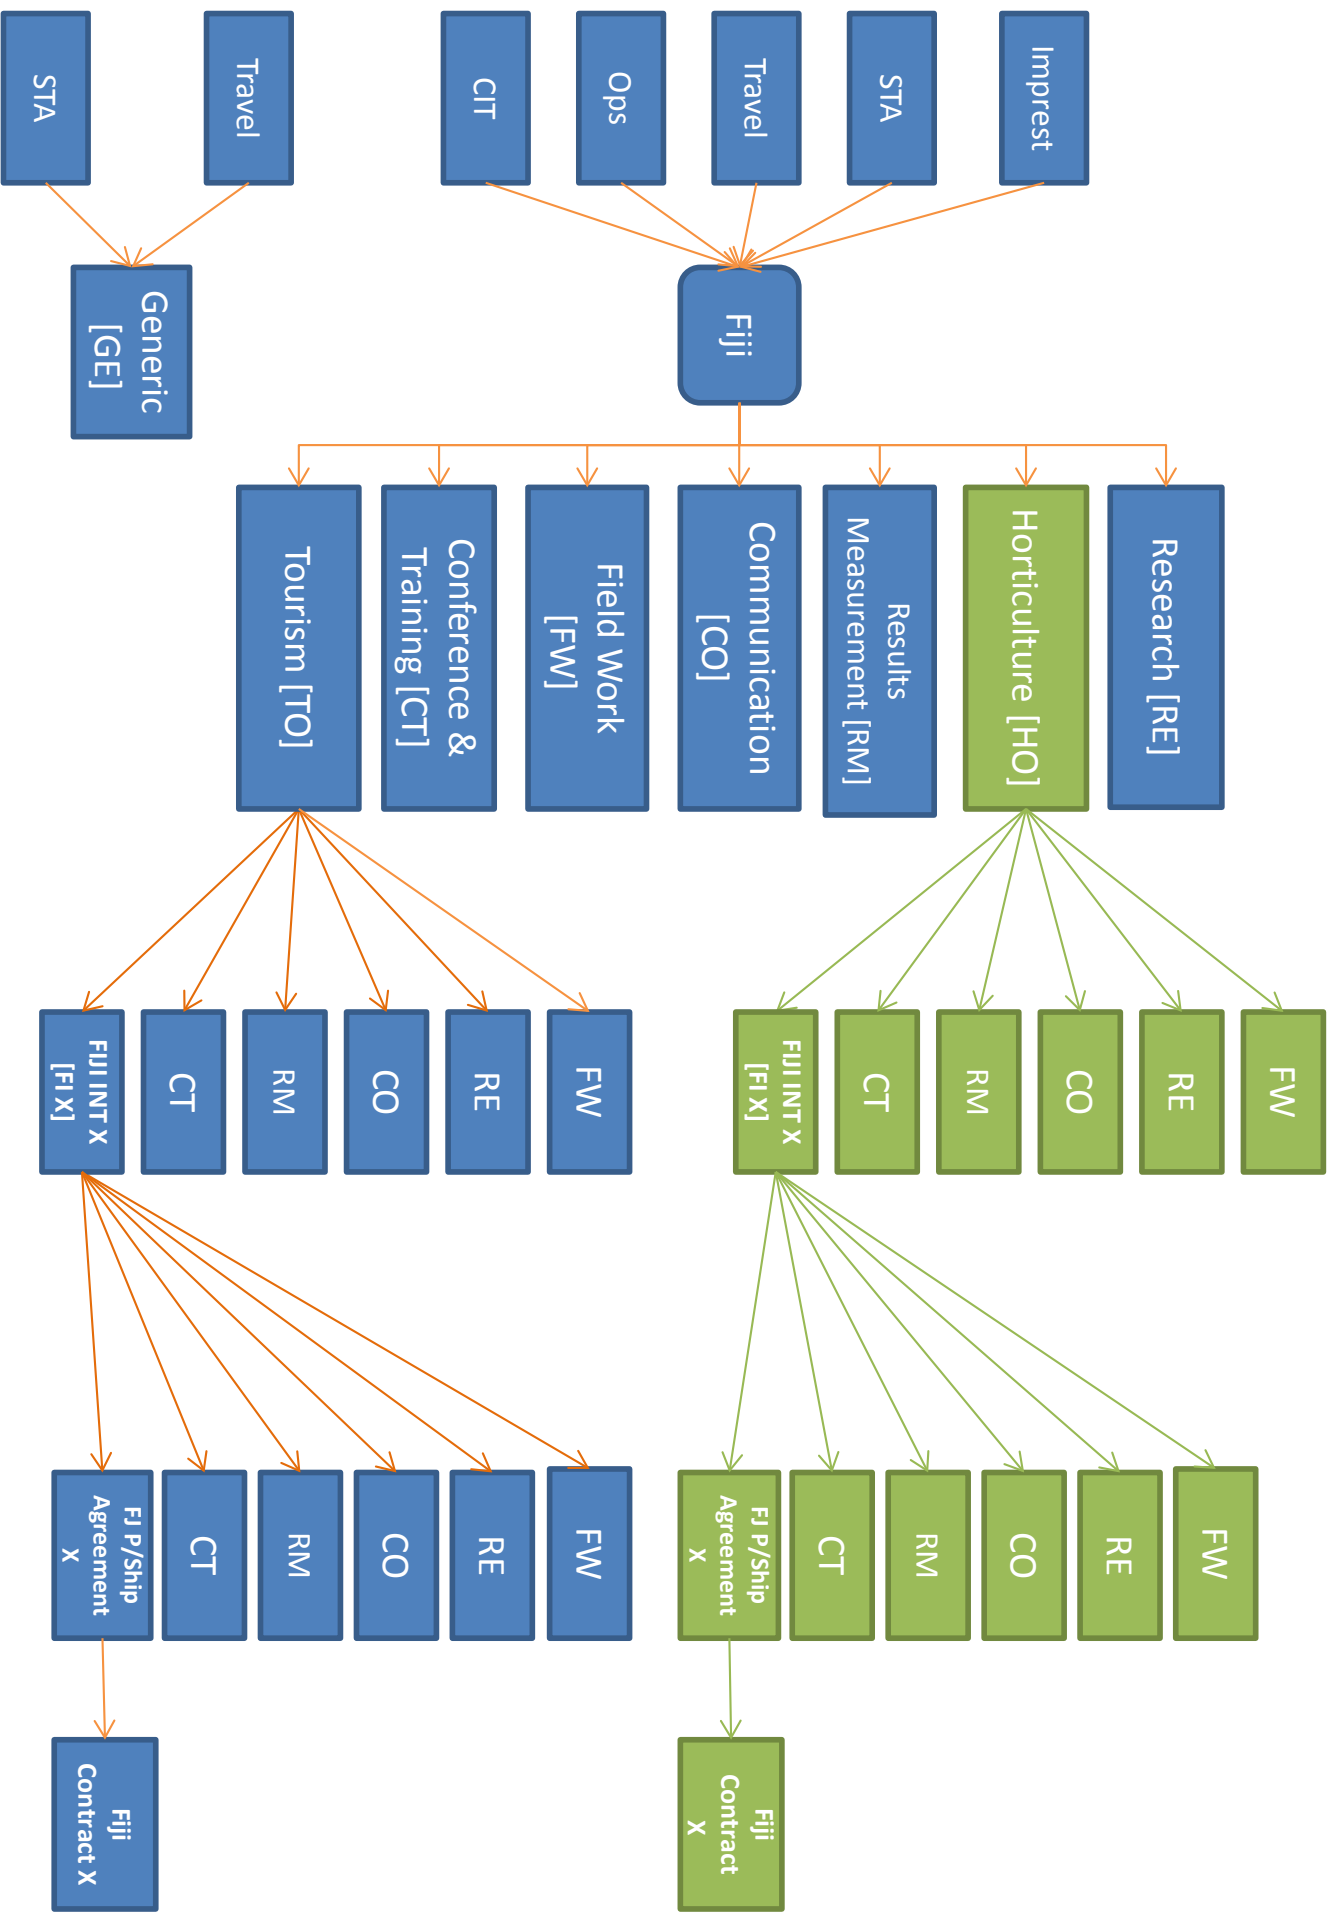 Imprest
STA
Travel
Ops
CIT
Travel
STA
Fiji
Generic
[GE]
Research [RE]
Horticulture [HO]
Results
Measurement [RM]
Communication
[CO]
Field Work
[FW]
Conference &
Training [CT]
Tourism [TO]
FW
RE
CO
RM
CT
FIJI INT X
[FI X]
FW
RE
CO
RM
CT
FIJI INT X
[FI X]
FW
RE
CO
RM
CT
FJ P/Ship
Agreement
X
FW
RE
CO
RM
CT
FJ P/Ship
Agreement
X
Fiji
Contract
X
Fiji
Contract X